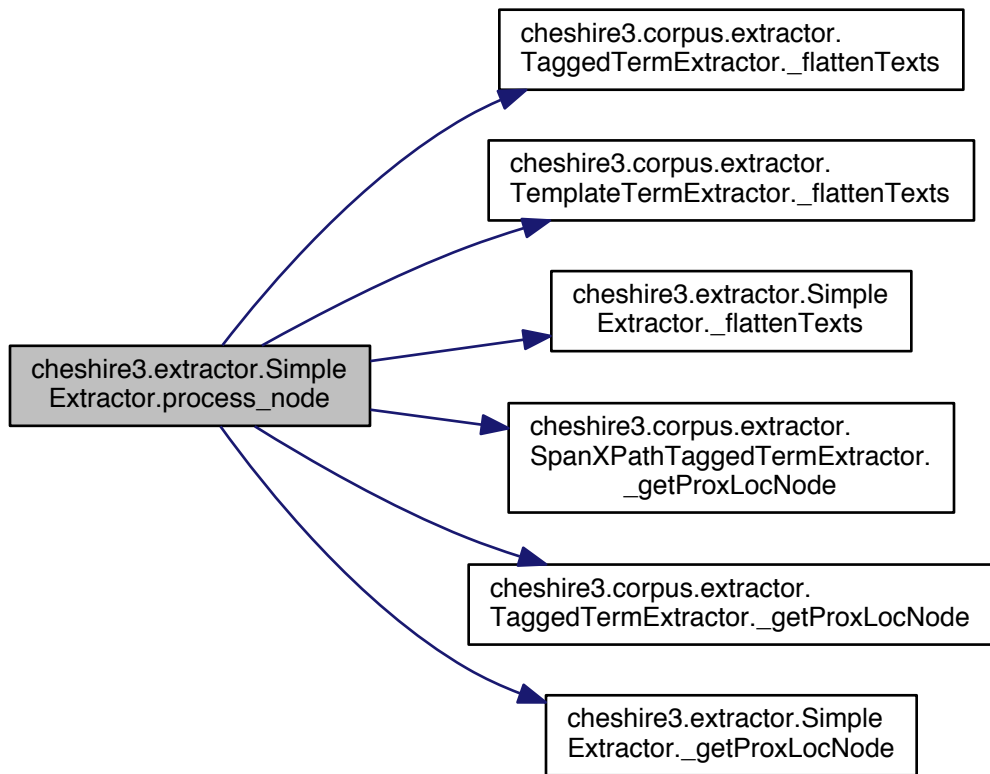 cheshire3.corpus.extractor.
TaggedTermExtractor._flattenTexts
cheshire3.corpus.extractor.
TemplateTermExtractor._flattenTexts
cheshire3.extractor.Simple
Extractor._flattenTexts
cheshire3.extractor.Simple
Extractor.process_node
cheshire3.corpus.extractor.
SpanXPathTaggedTermExtractor.
_getProxLocNode
cheshire3.corpus.extractor.
TaggedTermExtractor._getProxLocNode
cheshire3.extractor.Simple
Extractor._getProxLocNode